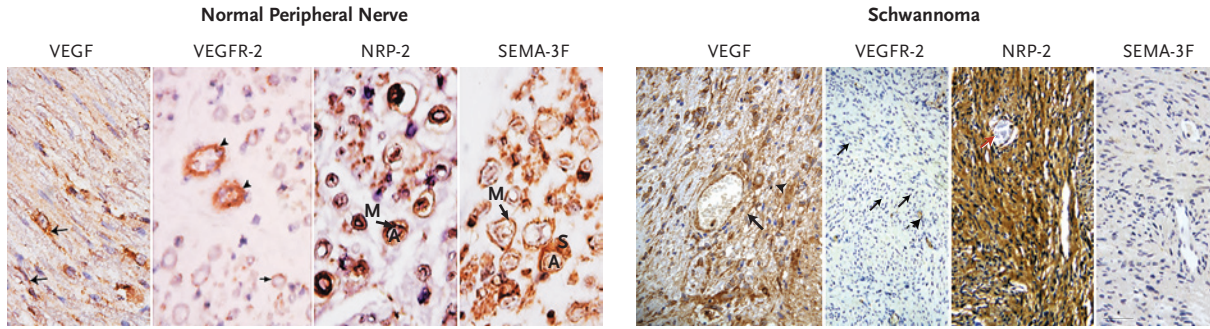 Normal Peripheral Nerve
Schwannoma
VEGF VEGFR-2 NRP-2 SEMA-3F
VEGF VEGFR-2 NRP-2 SEMA-3F
M
A
M
S
A